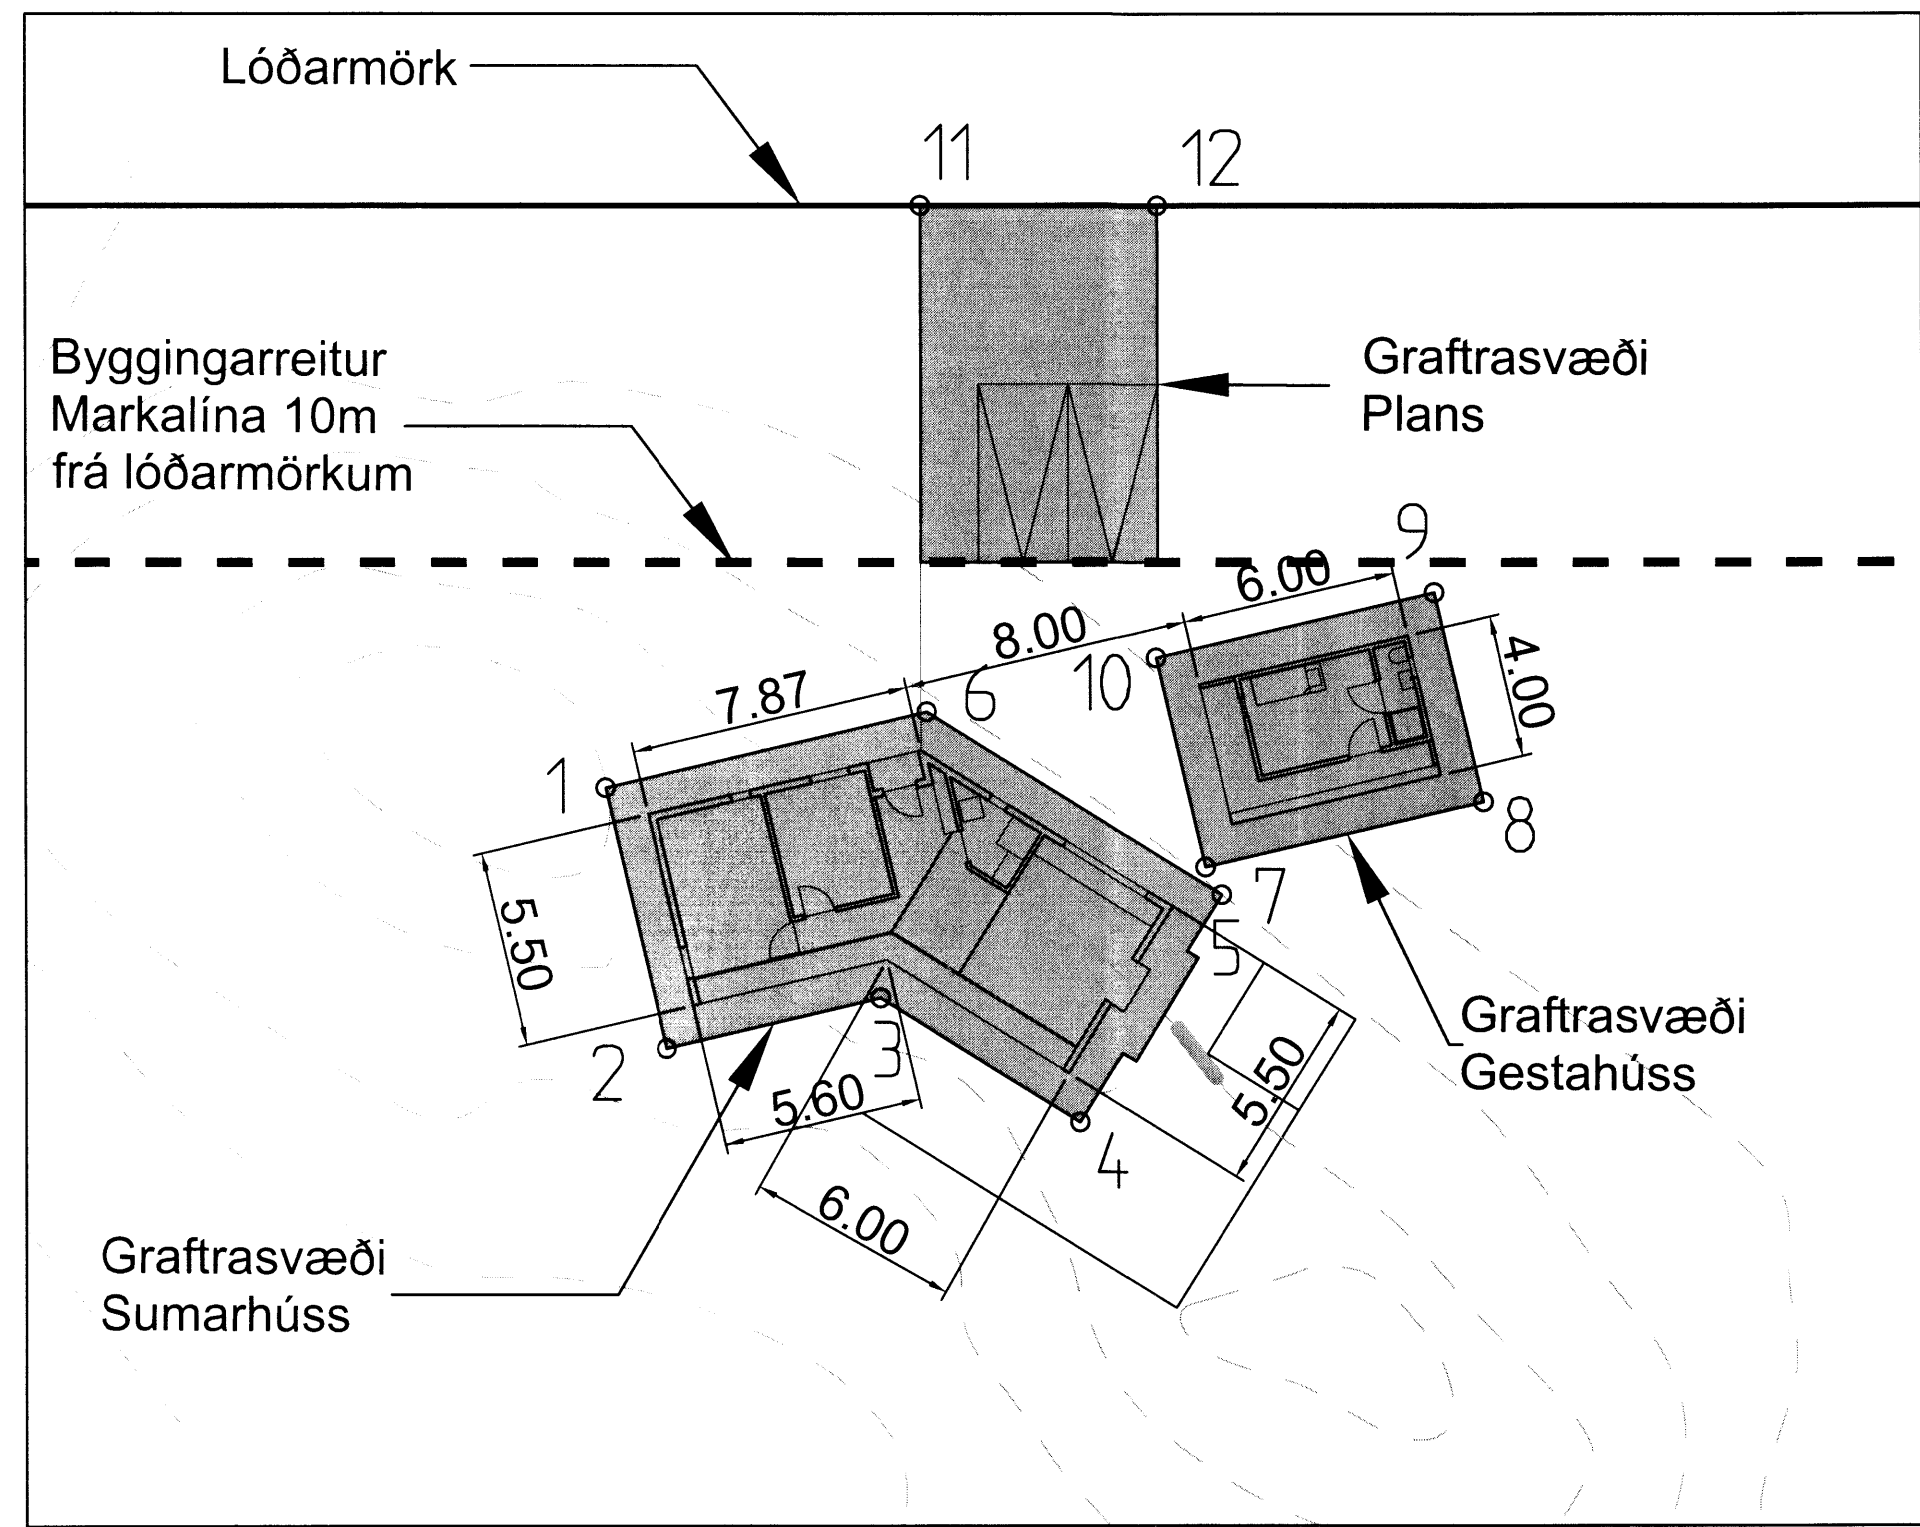 Lóðarmörk
11
12
Byggingarreitur
Markalína 10m
frá lóðarmörkum
Graftrasvæði
Plans
9
6.00
8.00
10
4.00
7.87
6
1
8
7
5
5.50
2
3
5.60
4
5.50
6.00
Graftrasvæði
Gestahúss
Graftrasvæði
Sumarhúss